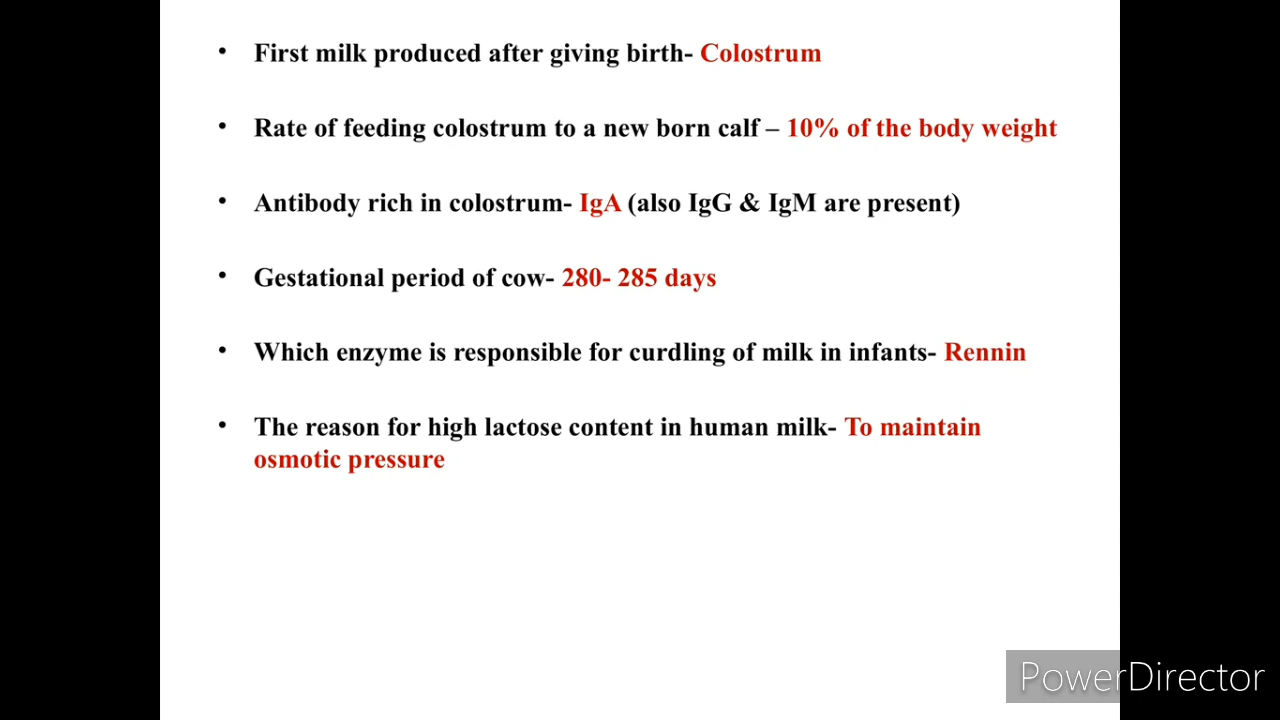 • First milk produced after giving birth- Colostrum
• Rate of feeding colostrum to a new born calf – 10% of the body weight
• Antibody rich in colostrum- IgA (also IgG & IgM are present)
• Gestational period of cow- 280- 285 days
• Which enzyme is responsible for curdling of milk in infants- Rennin
• The reason for high lactose content in human milk- To maintain
osmotic pressure
PowerDirector